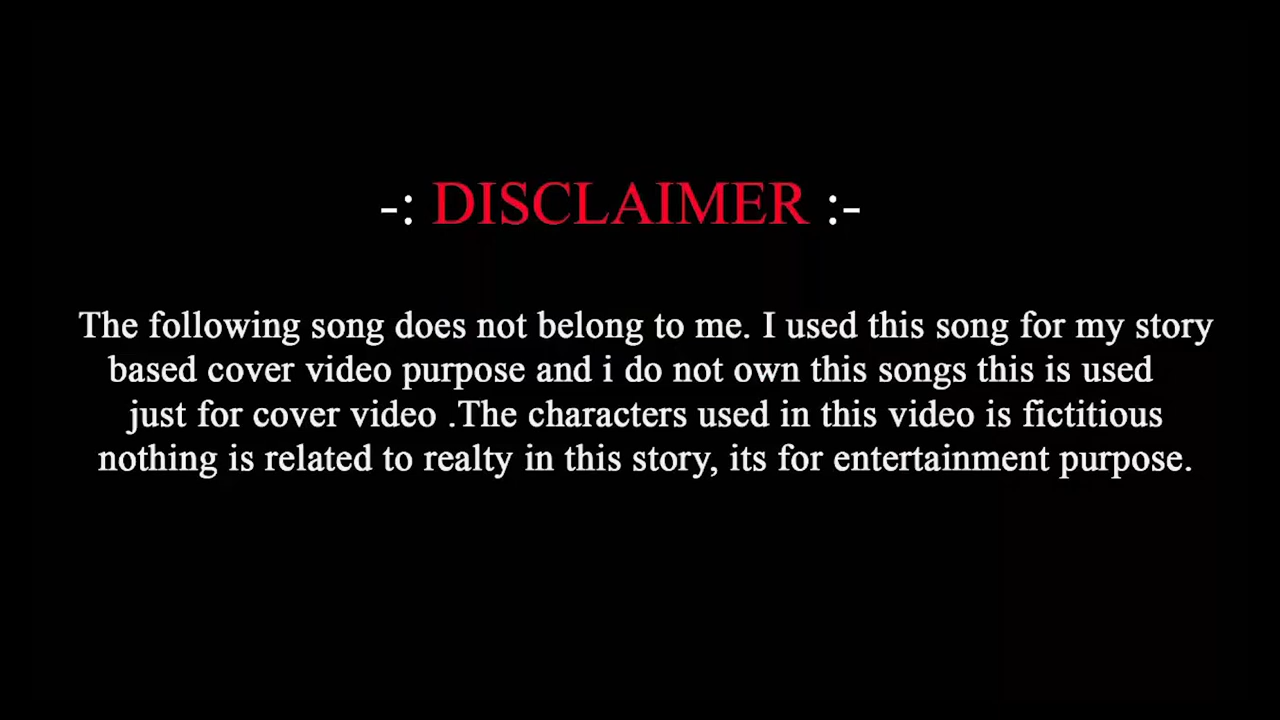 -: DISCLAIMER :-
The following song does not belong to me. I used this song for my story
based cover video purpose and i do not own this songs this is used
just for cover video .The characters used in this video is fictitious
nothing is related to realty in this story, its for entertainment purpose.